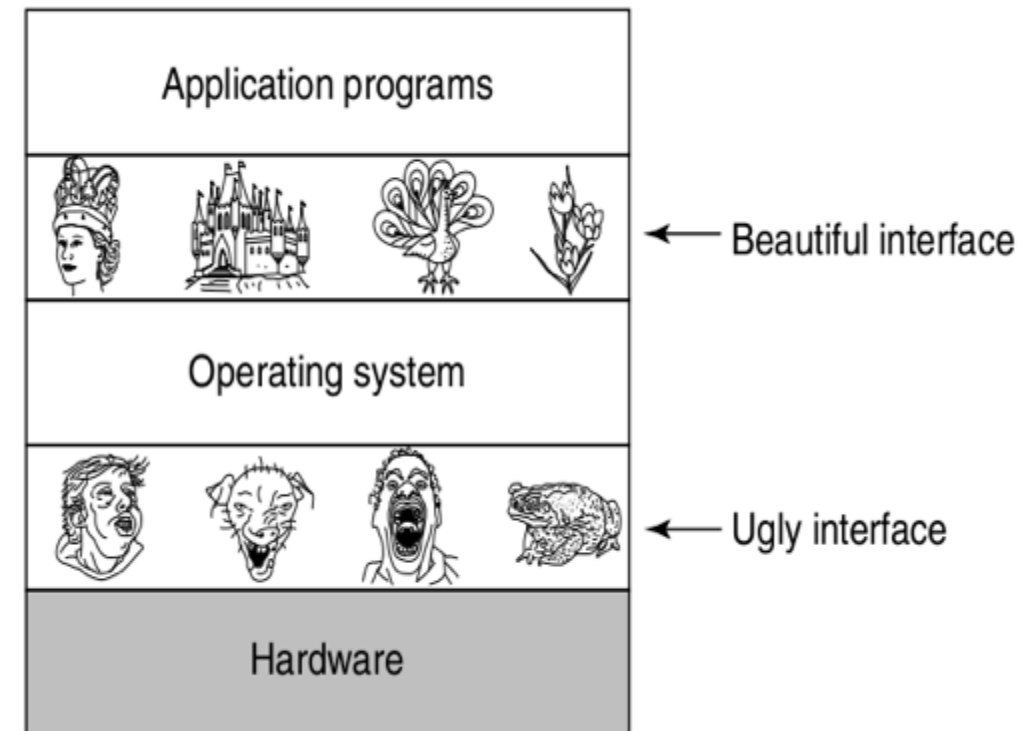 Application programs
Beautiful interface
Operating system
Ugly interface
Hardware